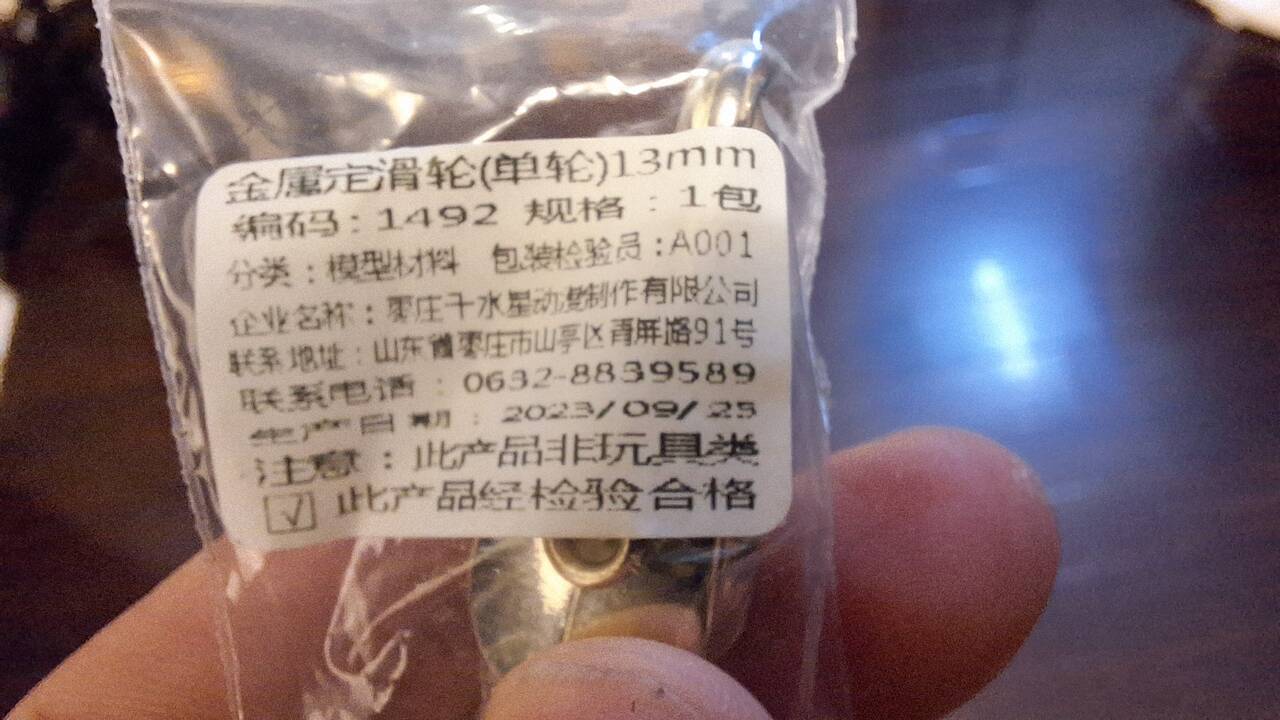 金属定滑轮(单轮)13mm
编码：1492 规格：1包
分类：模型材料 包装检验员：A001
企业名称：枣庄千水星动漫制作有限公司
联系地址：山东省枣庄市山亭区青屏路91号
联系电话：0632-8839589
生产日期：2023/09/25
注意：此产品非玩具类
☑此产品经检验合格